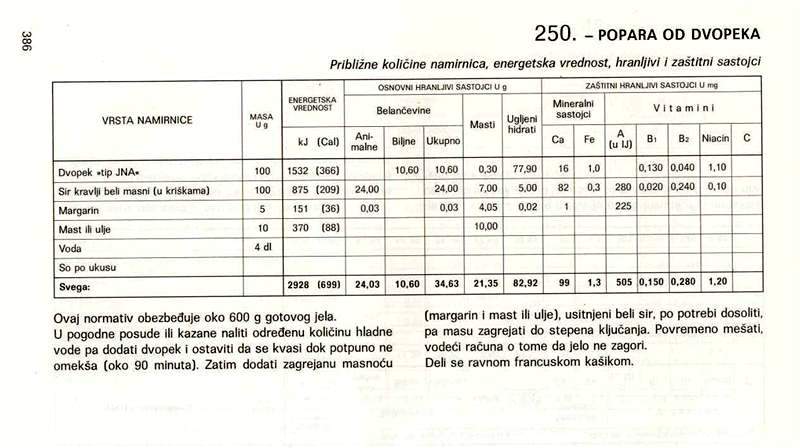 386
250. – POPARA OD DVOPEKA
Približne količine namirnica, energetska vrednost, hranljivi i zaštitni sastojci
VRSTA NAMIRNICE MASA U g ENERGETSKA VREDNOST kJ (Cal) OSNOVNI HRANLJIVI SASTOJCI U g Belančevine Ani-malne Biljne Ukupno Masti Ugljeni hidrati ZAŠTITNI HRANLJIVI SASTOJCI U mg Mineralni sastojci Ca Fe Vitamini A (u IJ) B1 B2 Niacin C
Dvopek »tip JNA« 100 1532 (366) 10,60 10,60 0,30 77,90 16 1,0 0,130 0,040 1,10
Sir kravlji beli masni (u kriškama) 100 875 (209) 24,00 24,00 7,00 5,00 82 0,3 280 0,020 0,240 0,10
Margarin 5 151 (36) 0,03 0,03 4,05 0,02 1 225
Mast ili ulje 10 370 (88) 10,00
Voda 4 dl
So po ukusu
Svega: 2928 (699) 24,03 10,60 34,63 21,35 82,92 99 1,3 505 0,150 0,280 1,20
Ovaj normativ obezbeđuje oko 600 g gotovog jela.
U pogodne posude ili kazane naliti određenu količinu hladne
vode pa dodati dvopek i ostaviti da se kvasi dok potpuno ne
omekša (oko 90 minuta). Zatim dodati zagrejanu masnoću
(margarin i mast ili ulje), usitnjeni beli sir, po potrebi dosoliti,
pa masu zagrejati do stepena ključanja. Povremeno mešati,
vodeći računa o tome da jelo ne zagori.
Deli se ravnom francuskom kašikom.